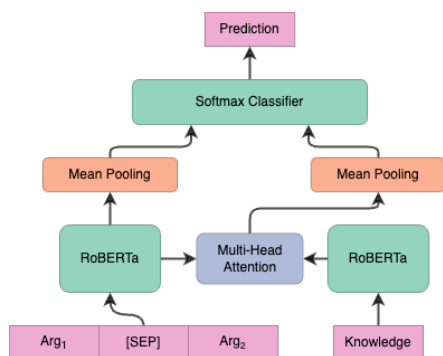 Prediction
Softmax Classifier
Mean Pooling
Mean Pooling
RoBERTa
Multi-Head
Attention
RoBERTa
Arg₁
[SEP]
Arg₂
Knowledge